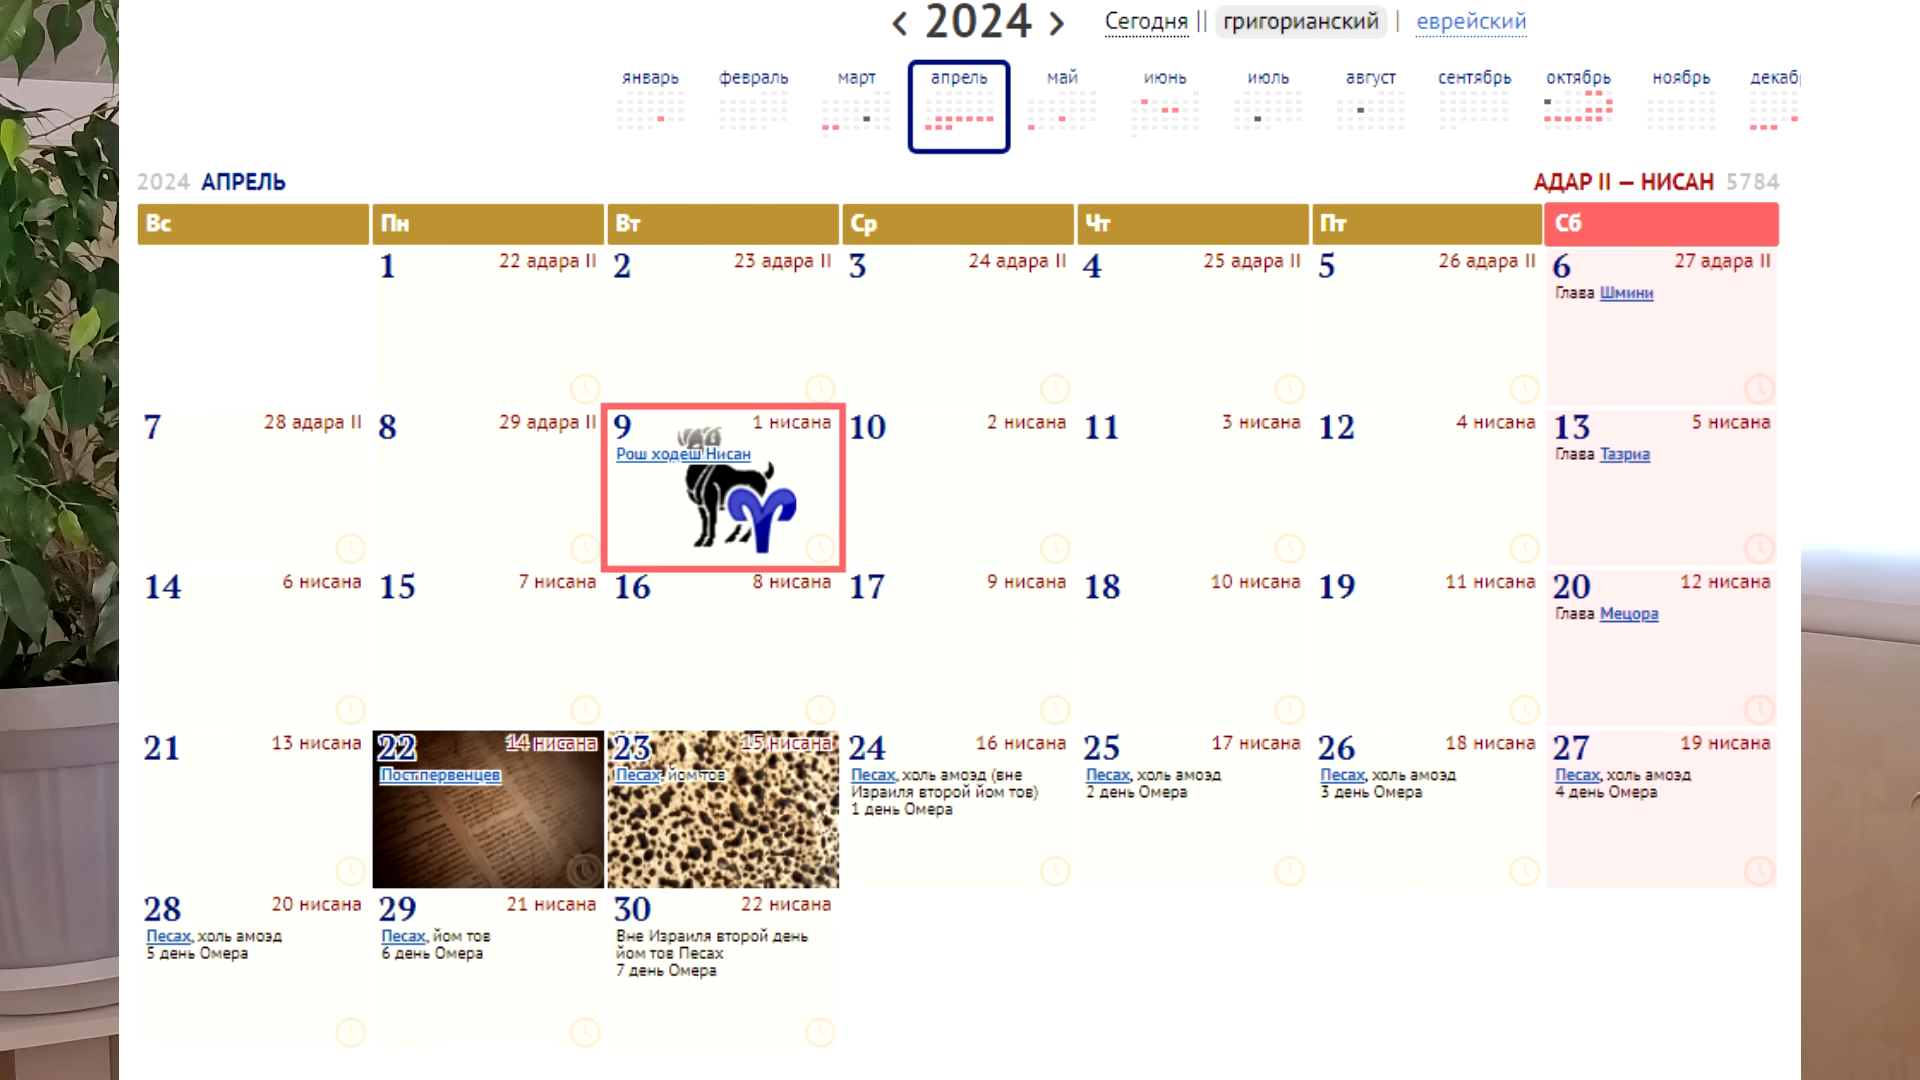 < 2024 > Сегодня || григорианский | еврейский
январь февраль март апрель май июнь июль август сентябрь октябрь ноябрь декаб
2024 АПРЕЛЬ АДАР II — НИСАН 5784
Вс Пн Вт Ср Чт Пт Сб
1 22 адара II 2 23 адара II 3 24 адара II 4 25 адара II 5 26 адара II 6 27 адара II
Глава Шмини
7 28 адара II 8 29 адара II 9 1 нисана 10 2 нисана 11 3 нисана 12 4 нисана 13 5 нисана
Рош ходеш Нисан Глава Тазриа
14 6 нисана 15 7 нисана 16 8 нисана 17 9 нисана 18 10 нисана 19 11 нисана 20 12 нисана
Глава Мецора
21 13 нисана 22 14 нисана 23 15 нисана 24 16 нисана 25 17 нисана 26 18 нисана 27 19 нисана
Пост первенцев Песах, йом тов Песах, холь амоэд (вне Песах, холь амоэд Песах, холь амоэд Песах, холь амоэд
Израиля второй йом тов) 2 день Омера 3 день Омера 4 день Омера
1 день Омера
28 20 нисана 29 21 нисана 30 22 нисана
Песах, холь амоэд Песах, йом тов Вне Израиля второй день
5 день Омера 6 день Омера йом тов Песах
7 день Омера